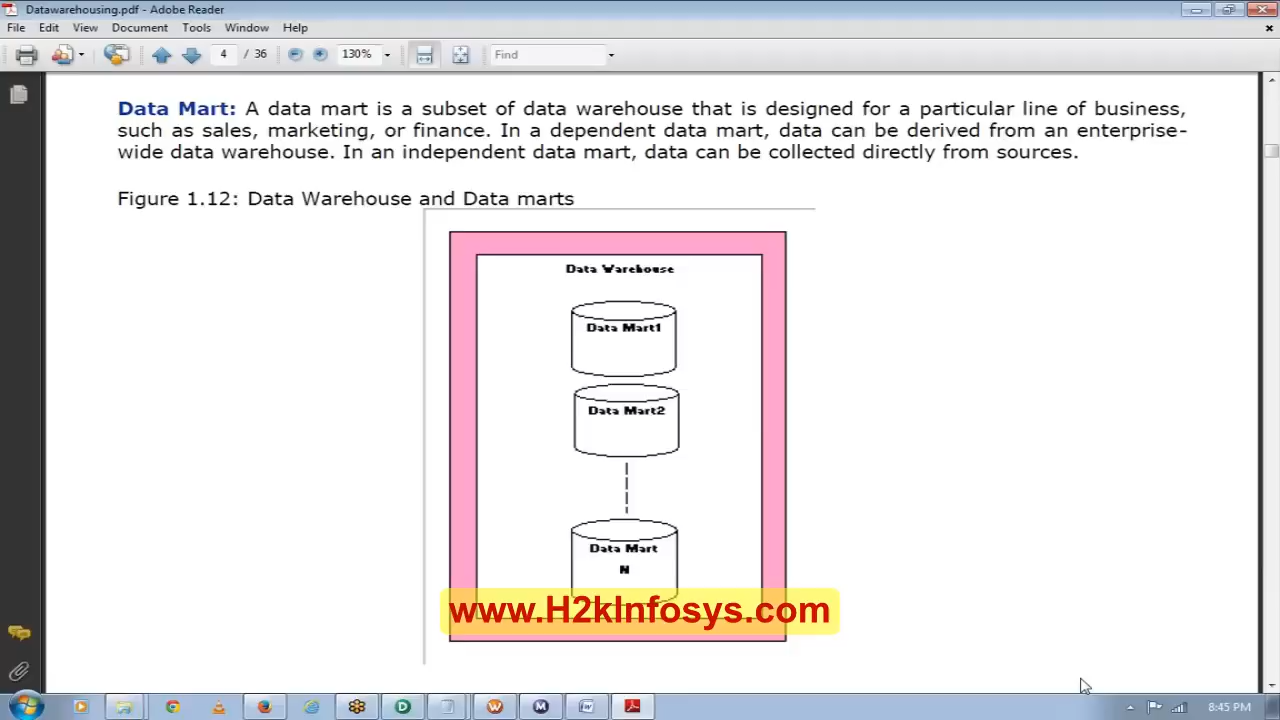 Datawarehousing.pdf - Adobe Reader
File Edit View Document Tools Window Help
4 / 36 130% Find
Data Mart: A data mart is a subset of data warehouse that is designed for a particular line of business,
such as sales, marketing, or finance. In a dependent data mart, data can be derived from an enterprise-
wide data warehouse. In an independent data mart, data can be collected directly from sources.
Figure 1.12: Data Warehouse and Data marts
Data Warehouse
Data Mart1
Data Mart2
Data Mart
N
www.H2kInfosys.com
8:45 PM